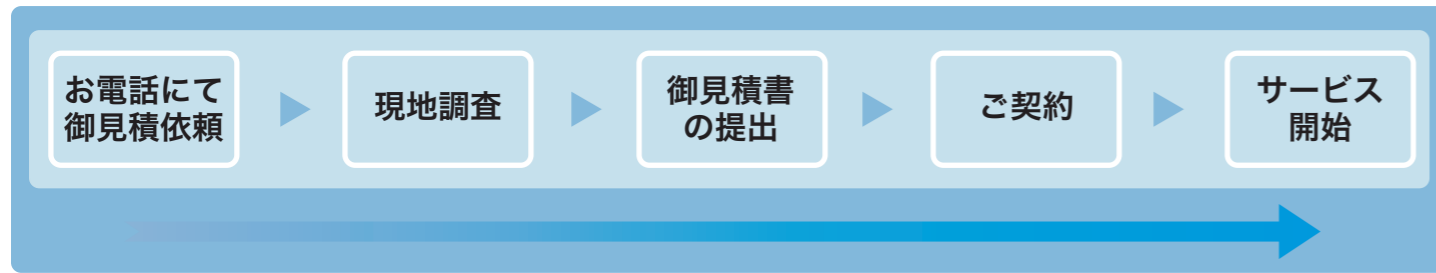 お電話にて
御見積依頼
現地調査
御見積書
の提出
ご契約
サービス
開始